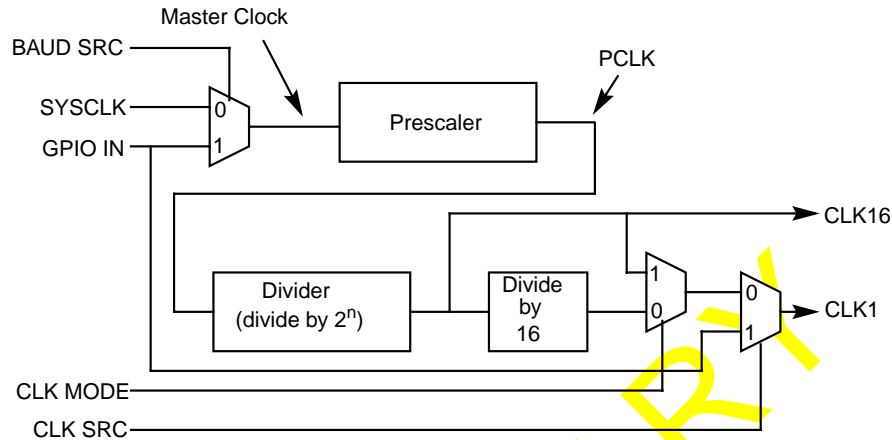 Master Clock
BAUD SRC
PCLK
SYSCLK
0
Prescaler
GPIO IN
1
CLK16
Divider
(divide by 2ⁿ)
Divide
by
16
1
0
0
1
CLK1
CLK MODE
CLK SRC
RY